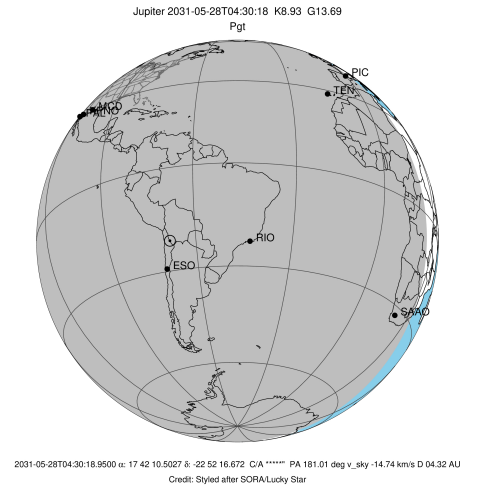 Jupiter 2031-05-28T04:30:18 K8.93 G13.69
Pgt
PIC
TEN
MCD
RIO
ESO
SAAO
2031-05-28T04:30:18.9500 α: 17 42 10.5027 δ: -22 52 16.672 C/A *****" PA 181.01 deg v_sky -14.74 km/s D 04.32 AU
Credit: Styled after SORA/Lucky Star